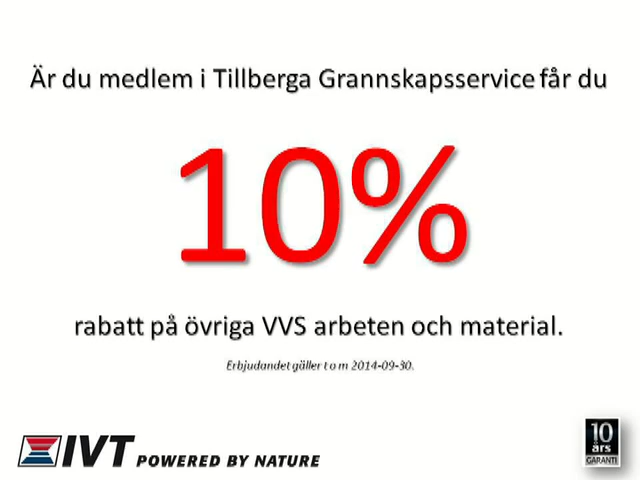 Är du medlem i Tillberga Grannskapsservice får du
10%
rabatt på övriga VVS arbeten och material.
Erbjudandet gäller t o m 2014-09-30.
IVT POWERED BY NATURE
10
års
GARANTI